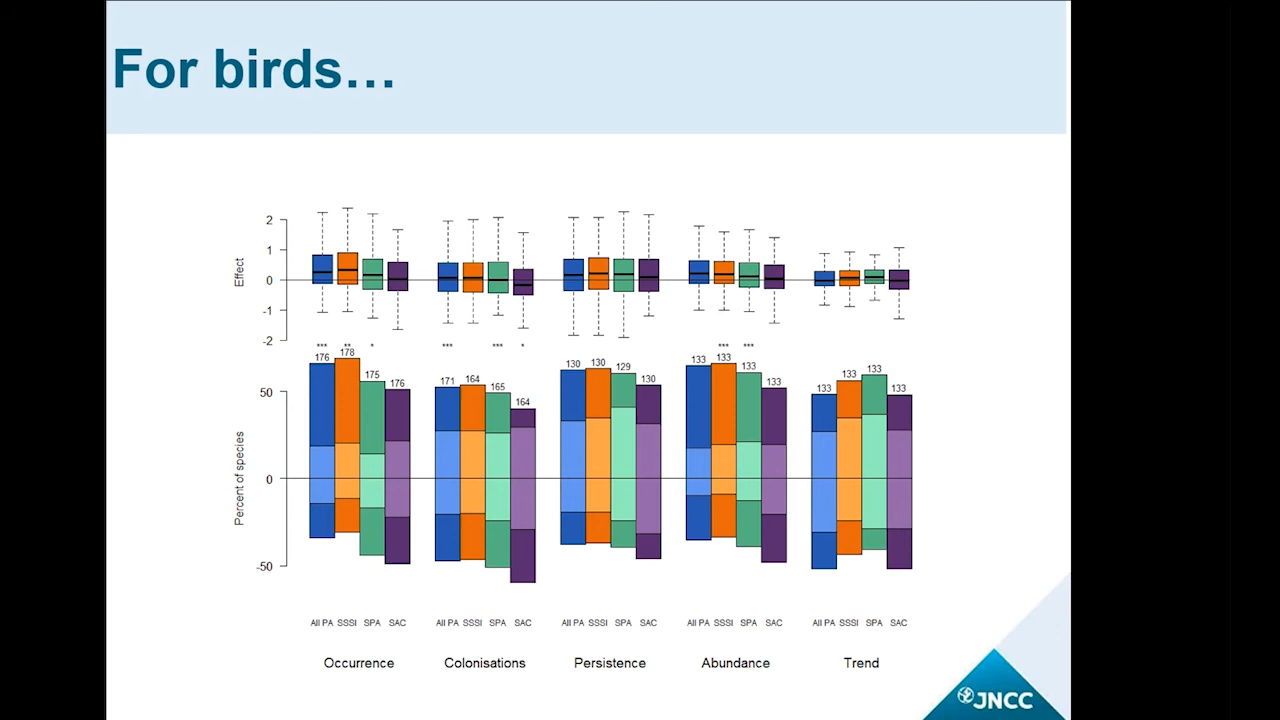 For birds…
2
1
0
-1
-2
Effect
*** ** * *** *** * *** ***
176 178 175 176 171 164 165 164 130 130 129 130 133 133 133 133 133 133 133 133
50
0
-50
Percent of species
All PA SSSI SPA SAC All PA SSSI SPA SAC All PA SSSI SPA SAC All PA SSSI SPA SAC All PA SSSI SPA SAC
Occurrence Colonisations Persistence Abundance Trend
JNCC